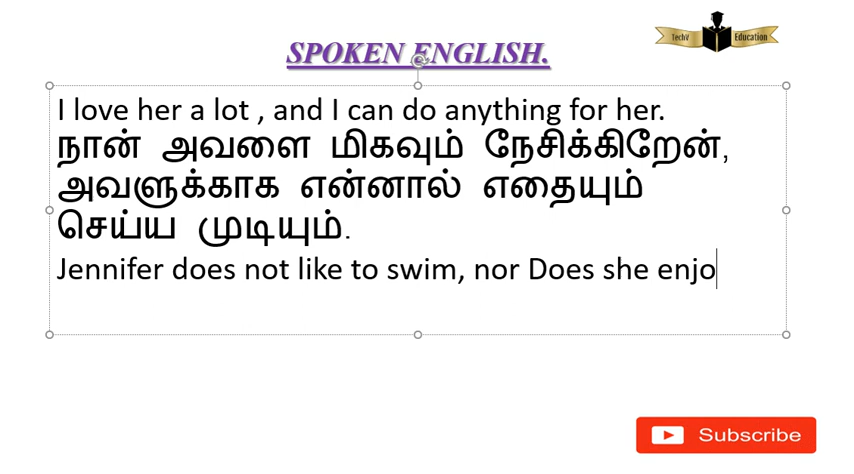 TechV Education
SPOKEN ENGLISH.
I love her a lot , and I can do anything for her.
நான் அவளை மிகவும் நேசிக்கிறேன்,
அவளுக்காக என்னால் எதையும்
செய்ய முடியும்.
Jennifer does not like to swim, nor Does she enjo
Subscribe